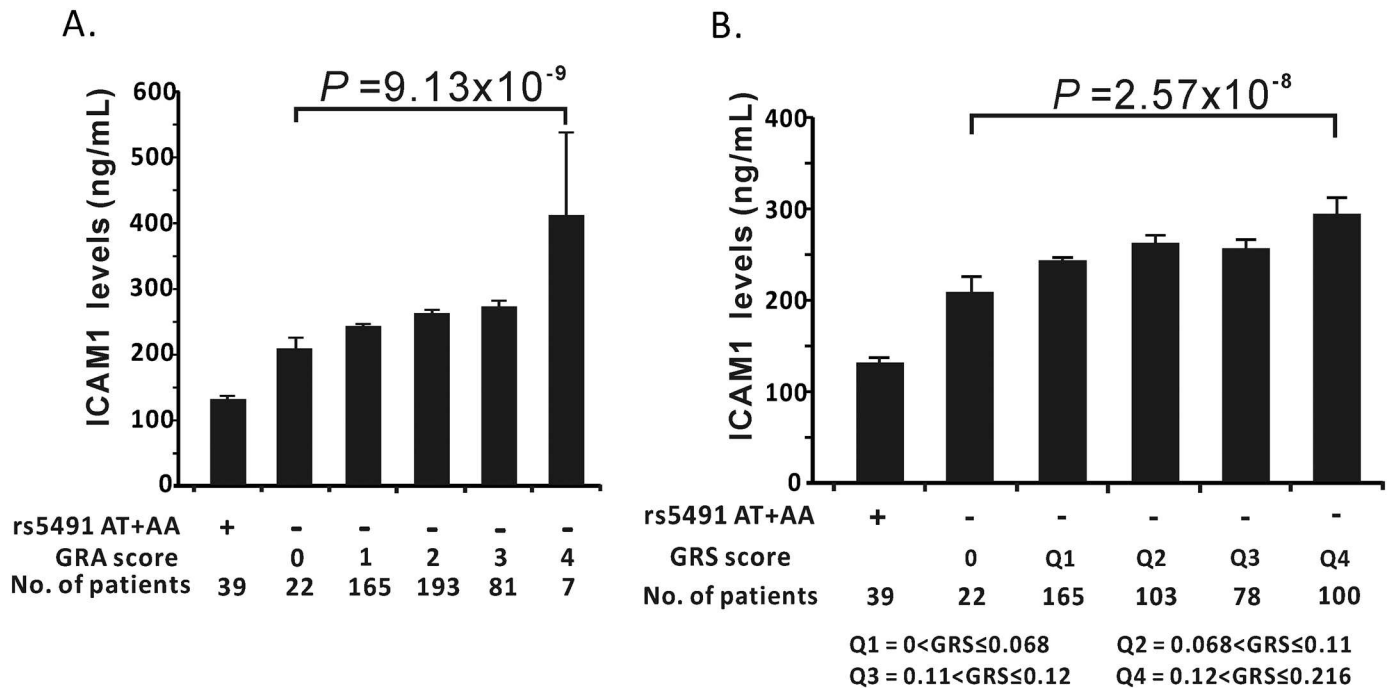 A.
P =9.13x10-9
ICAM1 levels (ng/mL)
600
500
400
300
200
100
0
rs5491 AT+AA + - - - - -
GRA score 0 1 2 3 4
No. of patients 39 22 165 193 81 7
B.
P =2.57x10-8
ICAM1 levels (ng/mL)
400
300
200
100
0
rs5491 AT+AA + - - - - -
GRS score 0 Q1 Q2 Q3 Q4
No. of patients 39 22 165 103 78 100
Q1 = 0<GRS≤0.068 Q2 = 0.068<GRS≤0.11
Q3 = 0.11<GRS≤0.12 Q4 = 0.12<GRS≤0.216